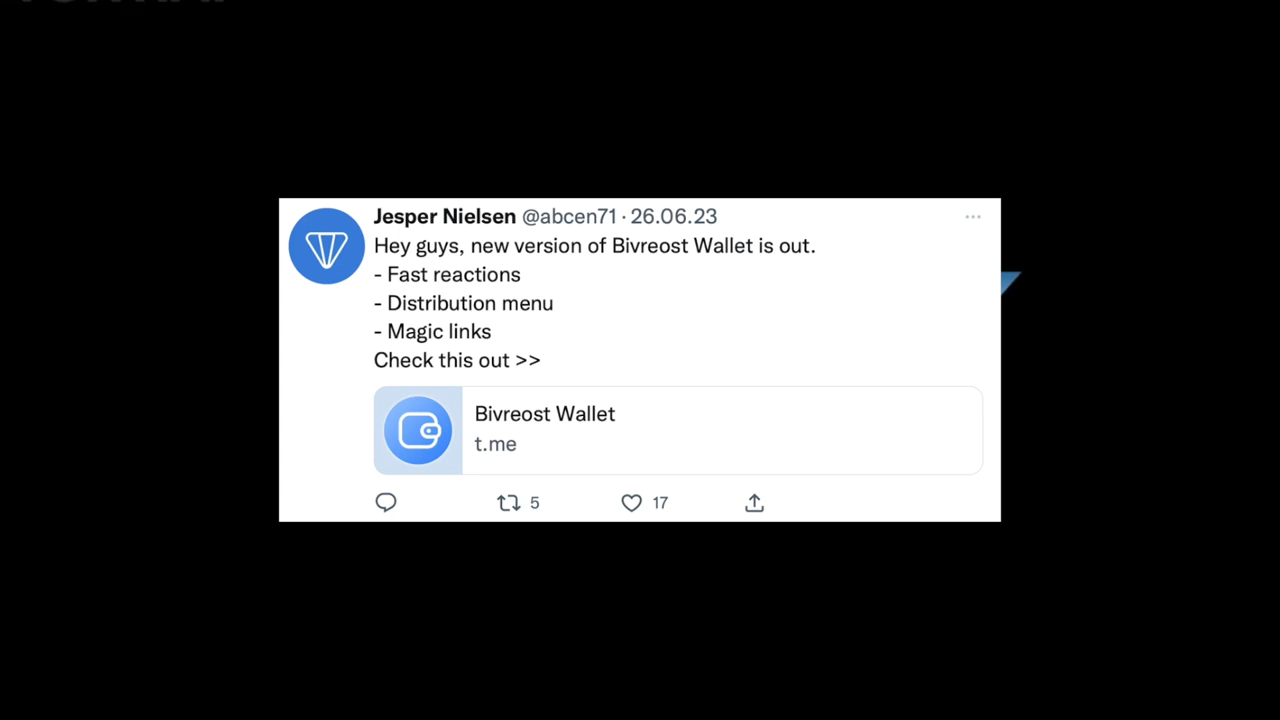 Jesper Nielsen @abcen71 · 26.06.23
Hey guys, new version of Bivreost Wallet is out.
- Fast reactions
- Distribution menu
- Magic links
Check this out >>
Bivreost Wallet
t.me
5 17